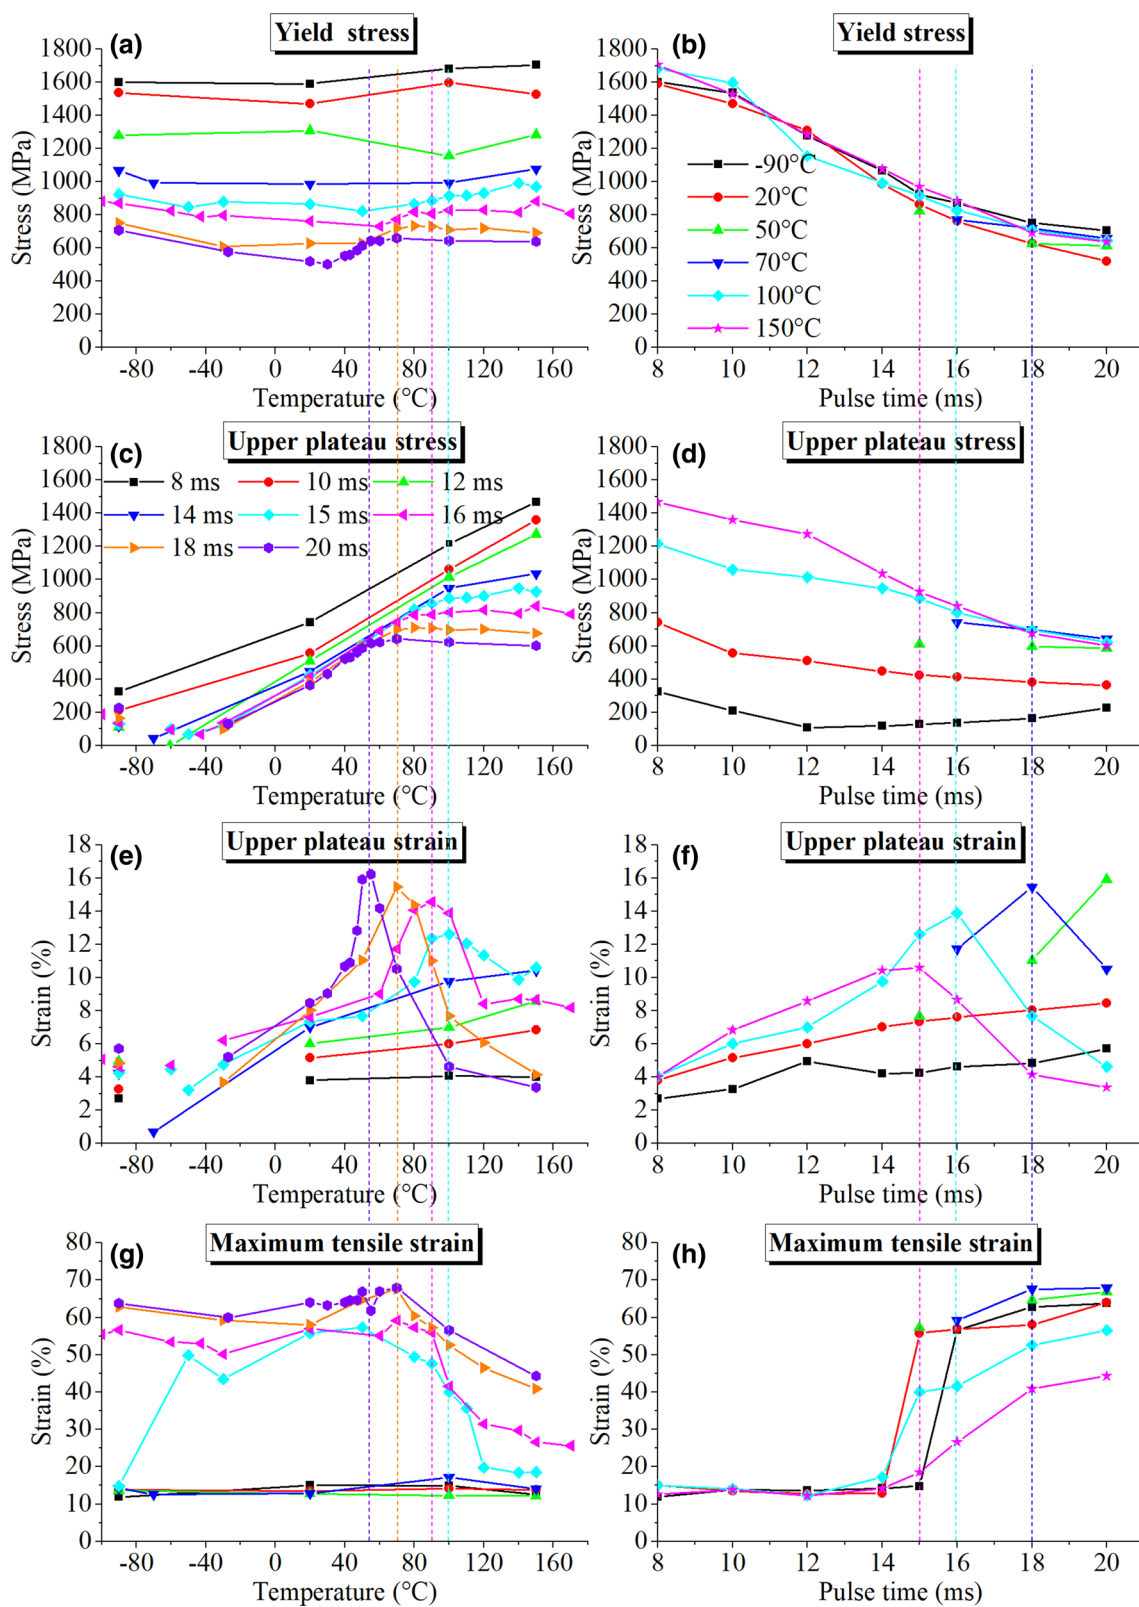 (a) Yield stress
Stress (MPa)
1800
1600
1400
1200
1000
800
600
400
200
0
-80 -40 0 40 80 120 160
Temperature (°C)
(b) Yield stress
Stress (MPa)
1800
1600
1400
1200
1000
800
600
400
200
0
-90°C
20°C
50°C
70°C
100°C
150°C
8 10 12 14 16 18 20
Pulse time (ms)
(c) Upper plateau stress
Stress (MPa)
1800
1600
1400
1200
1000
800
600
400
200
0
8 ms 10 ms 12 ms
14 ms 15 ms 16 ms
18 ms 20 ms
-80 -40 0 40 80 120 160
Temperature (°C)
(d) Upper plateau stress
Stress (MPa)
1800
1600
1400
1200
1000
800
600
400
200
0
8 10 12 14 16 18 20
Pulse time (ms)
(e) Upper plateau strain
Strain (%)
18
16
14
12
10
8
6
4
2
0
-80 -40 0 40 80 120 160
Temperature (°C)
(f) Upper plateau strain
Strain (%)
18
16
14
12
10
8
6
4
2
0
8 10 12 14 16 18 20
Pulse time (ms)
(g) Maximum tensile strain
Strain (%)
80
70
60
50
40
30
20
10
0
-80 -40 0 40 80 120 160
Temperature (°C)
(h) Maximum tensile strain
Strain (%)
80
70
60
50
40
30
20
10
0
8 10 12 14 16 18 20
Pulse time (ms)